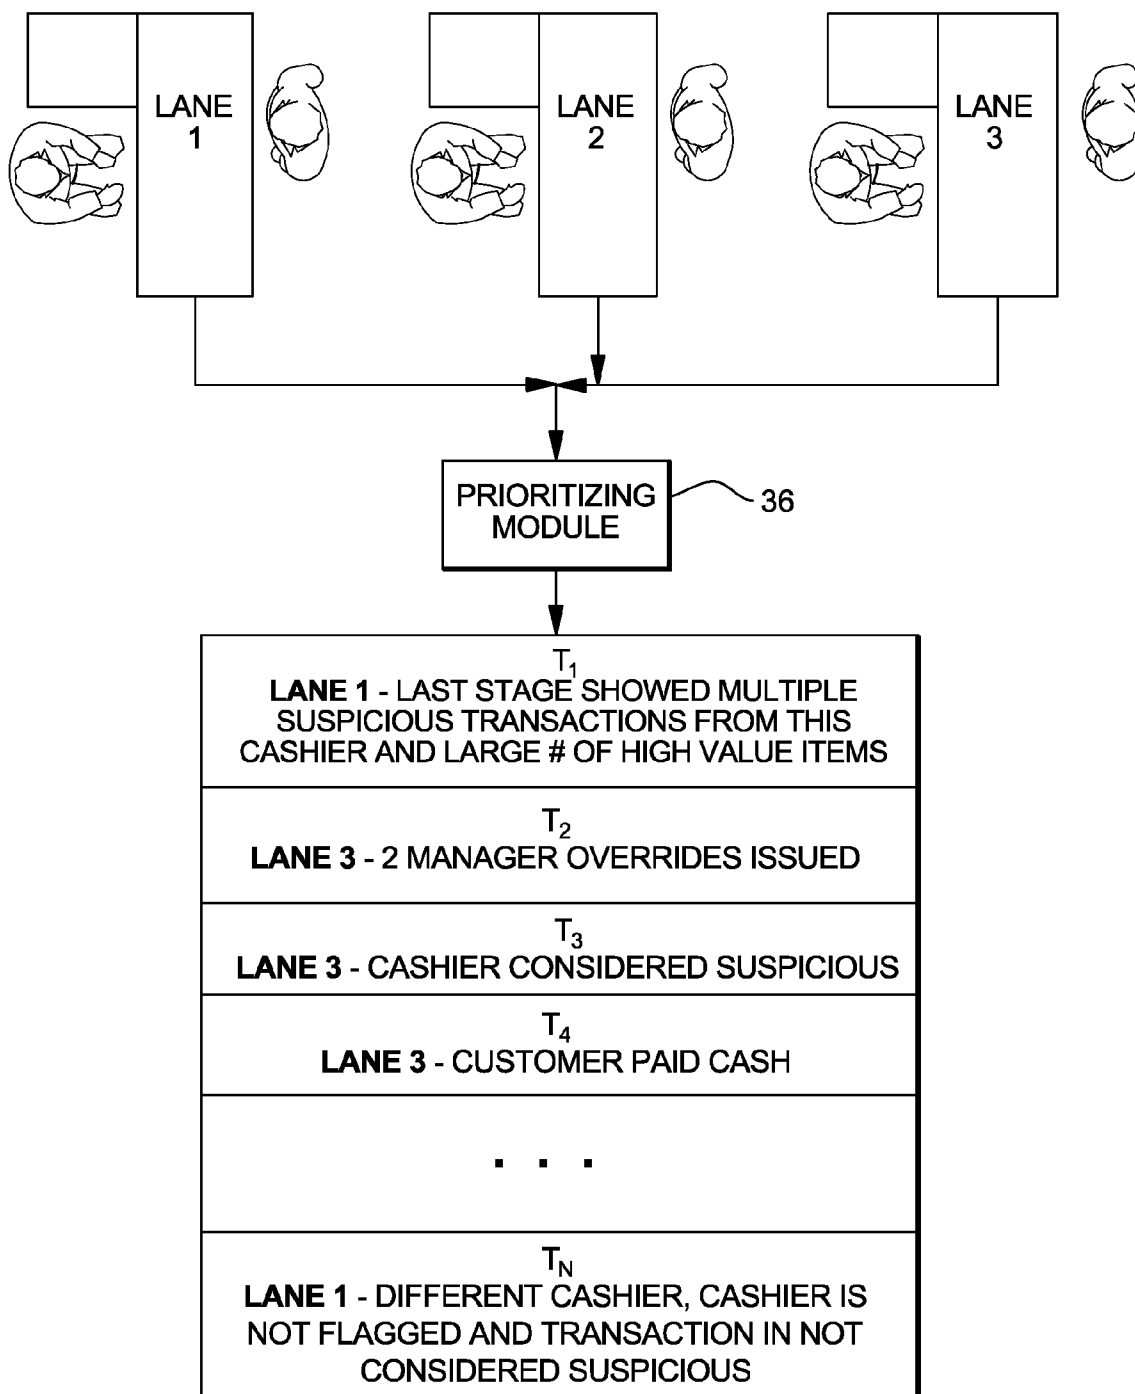 LANE
1
LANE
2
LANE
3
PRIORITIZING
MODULE
36
T1
LANE 1 - LAST STAGE SHOWED MULTIPLE
SUSPICIOUS TRANSACTIONS FROM THIS
CASHIER AND LARGE # OF HIGH VALUE ITEMS
T2
LANE 3 - 2 MANAGER OVERRIDES ISSUED
T3
LANE 3 - CASHIER CONSIDERED SUSPICIOUS
T4
LANE 3 - CUSTOMER PAID CASH
. . .
TN
LANE 1 - DIFFERENT CASHIER, CASHIER IS
NOT FLAGGED AND TRANSACTION IN NOT
CONSIDERED SUSPICIOUS